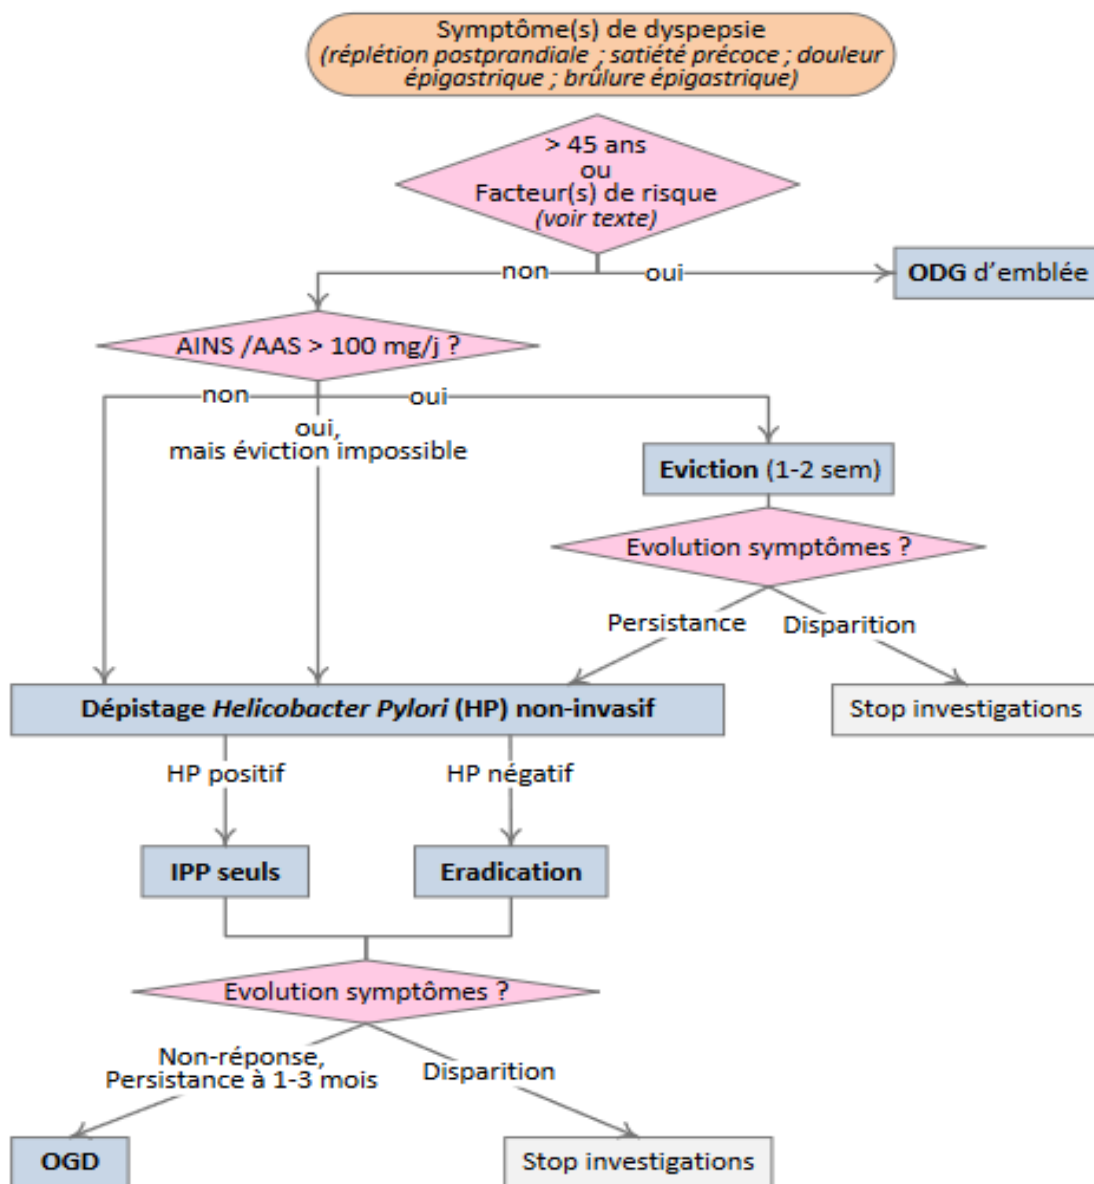 Symptôme(s) de dyspepsie
(réplétion postprandiale ; satiété précoce ; douleur
épigastrique ; brûlure épigastrique)
> 45 ans
ou
Facteur(s) de risque
(voir texte)
non
oui
ODG d'emblée
AINS /AAS > 100 mg/j ?
non
oui
oui,
mais éviction impossible
Eviction (1-2 sem)
Evolution symptômes ?
Persistance
Disparition
Dépistage Helicobacter Pylori (HP) non-invasif
Stop investigations
HP positif
HP négatif
IPP seuls
Eradication
Evolution symptômes ?
Non-réponse,
Persistance à 1-3 mois
Disparition
OGD
Stop investigations